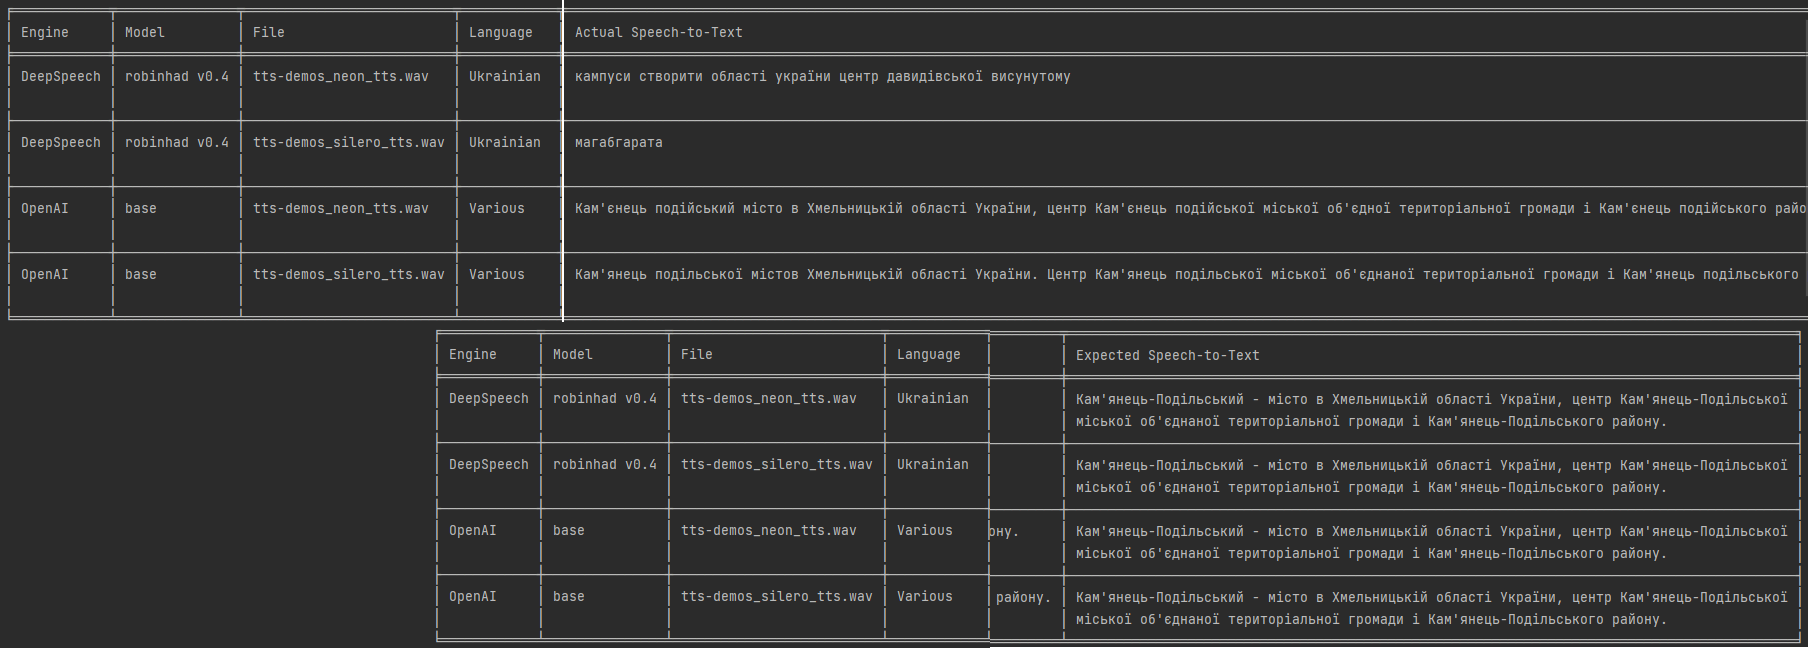 Engine Model File Language Actual Speech-to-Text
DeepSpeech robinhad v0.4 tts-demos_neon_tts.wav Ukrainian кампуси створити області україни центр давидівської висунутому
DeepSpeech robinhad v0.4 tts-demos_silero_tts.wav Ukrainian магабгарата
OpenAI base tts-demos_neon_tts.wav Various Кам'єнець подійський місто в Хмельницькій області України, центр Кам'єнець подійської міської об'єдної територіальної громади і Кам'єнець подійського райо
OpenAI base tts-demos_silero_tts.wav Various Кам'янець подільської містов Хмельницькій області України. Центр Кам'янець подільської міської об'єднаної територіальної громади і Кам'янець подільського
Engine Model File Language Expected Speech-to-Text
DeepSpeech robinhad v0.4 tts-demos_neon_tts.wav Ukrainian Кам'янець-Подільський - місто в Хмельницькій області України, центр Кам'янець-Подільської
міської об'єднаної територіальної громади і Кам'янець-Подільського району.
DeepSpeech robinhad v0.4 tts-demos_silero_tts.wav Ukrainian Кам'янець-Подільський - місто в Хмельницькій області України, центр Кам'янець-Подільської
міської об'єднаної територіальної громади і Кам'янець-Подільського району.
OpenAI base tts-demos_neon_tts.wav Various ону. Кам'янець-Подільський - місто в Хмельницькій області України, центр Кам'янець-Подільської
міської об'єднаної територіальної громади і Кам'янець-Подільського району.
OpenAI base tts-demos_silero_tts.wav Various району. Кам'янець-Подільський - місто в Хмельницькій області України, центр Кам'янець-Подільської
міської об'єднаної територіальної громади і Кам'янець-Подільського району.